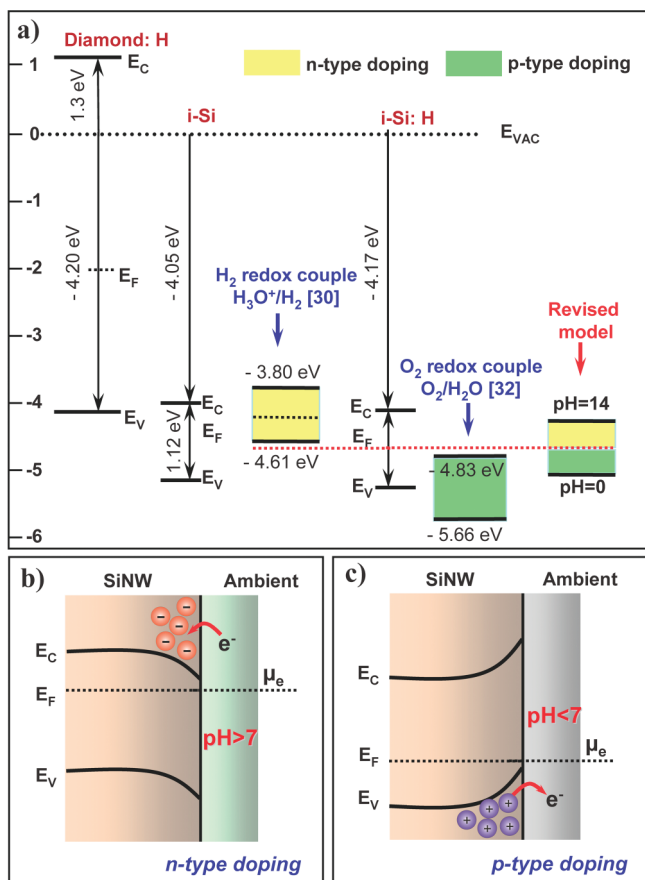 a)
Diamond: H
E_C
n-type doping
p-type doping
1
1.3 eV
i-Si
i-Si: H
0
E_VAC
-1
-2
- 4.20 eV
E_F
- 4.05 eV
- 4.17 eV
H₂ redox couple
H₃O⁺/H₂ [30]
Revised
model
-3
- 3.80 eV
O₂ redox couple
O₂/H₂O [32]
pH=14
-4
E_V
E_C
E_C
1.12 eV
E_F
E_F
- 4.61 eV
- 4.83 eV
-5
E_V
E_V
pH=0
- 5.66 eV
-6
b)
SiNW
Ambient
E_C
− − − − −
e⁻
E_F
μ_e
pH>7
E_V
n-type doping
c)
SiNW
Ambient
E_C
pH<7
E_F
μ_e
E_V
+ + + + +
e⁻
p-type doping